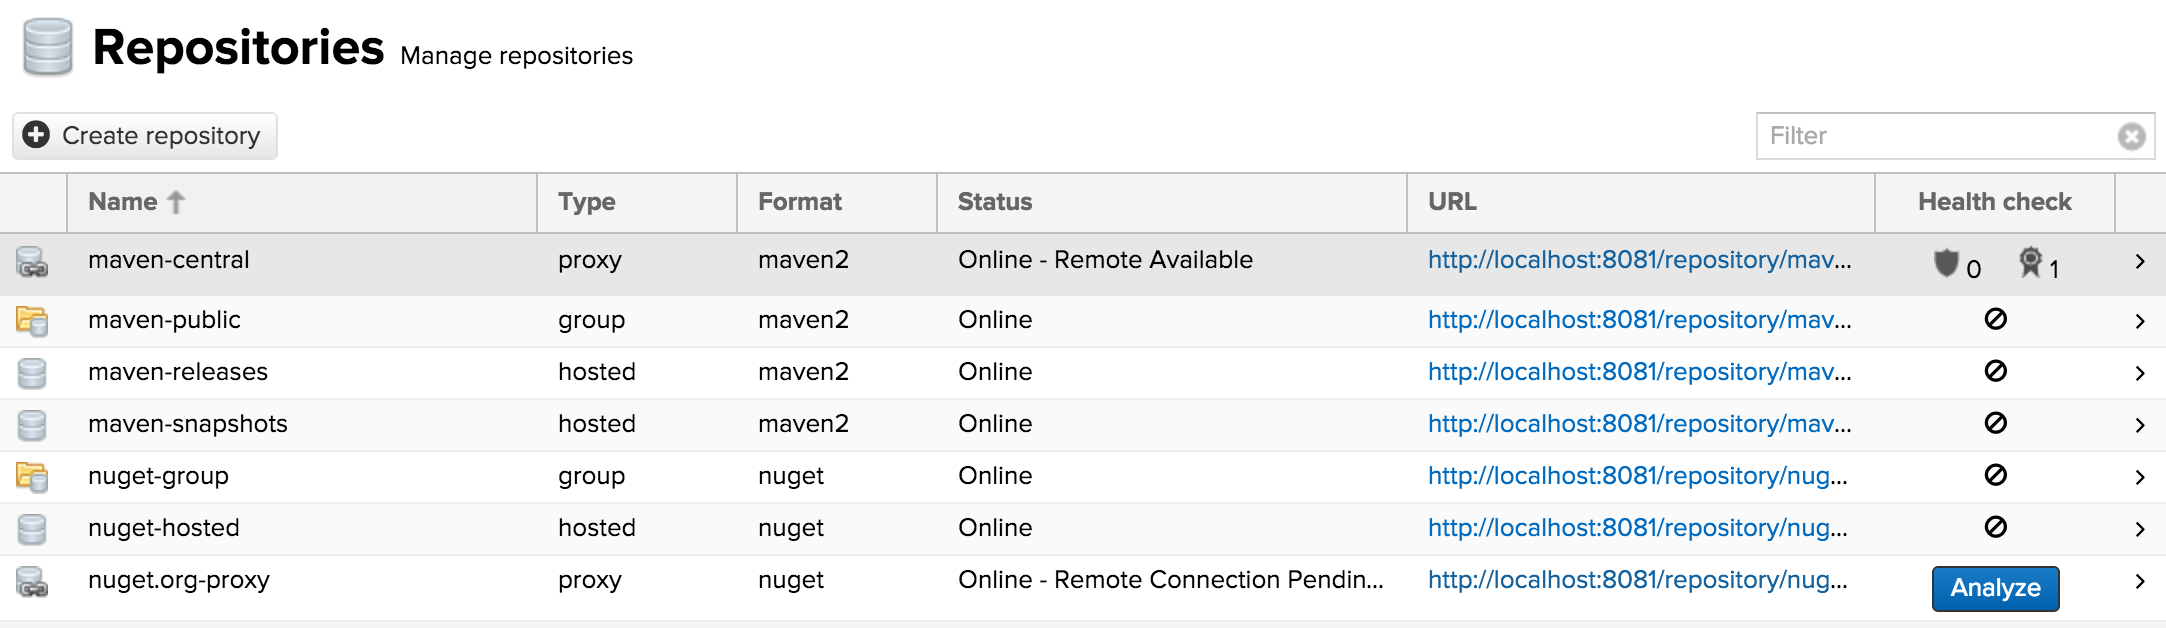 Repositories Manage repositories
Create repository Filter
Name Type Format Status URL Health check
maven-central proxy maven2 Online - Remote Available http://localhost:8081/repository/mav... 0 1
maven-public group maven2 Online http://localhost:8081/repository/mav...
maven-releases hosted maven2 Online http://localhost:8081/repository/mav...
maven-snapshots hosted maven2 Online http://localhost:8081/repository/mav...
nuget-group group nuget Online http://localhost:8081/repository/nug...
nuget-hosted hosted nuget Online http://localhost:8081/repository/nug...
nuget.org-proxy proxy nuget Online - Remote Connection Pendin... http://localhost:8081/repository/nug... Analyze